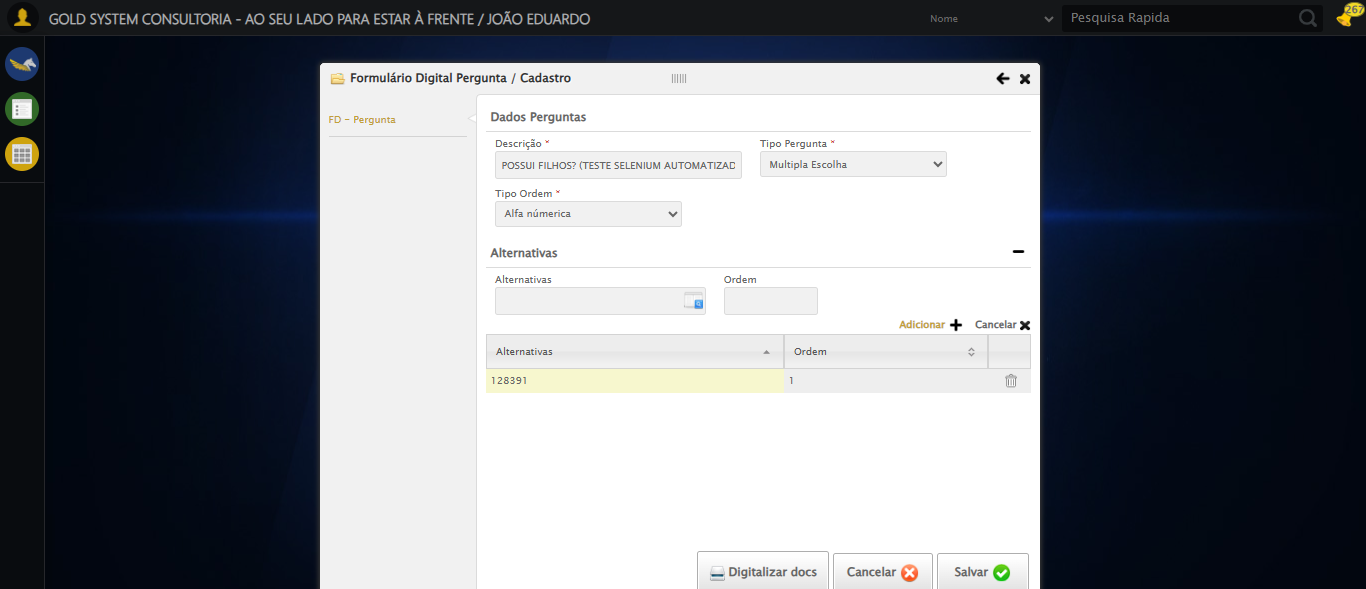 GOLD SYSTEM CONSULTORIA - AO SEU LADO PARA ESTAR À FRENTE / JOÃO EDUARDO
Nome
Pesquisa Rapida
267
Formulário Digital Pergunta / Cadastro
FD - Pergunta
Dados Perguntas
Descrição *
Tipo Pergunta *
POSSUI FILHOS? (TESTE SELENIUM AUTOMATIZAD
Multipla Escolha
Tipo Ordem *
Alfa númerica
Alternativas
Alternativas
Ordem
Adicionar
Cancelar
Alternativas
Ordem
128391
1
Digitalizar docs
Cancelar
Salvar